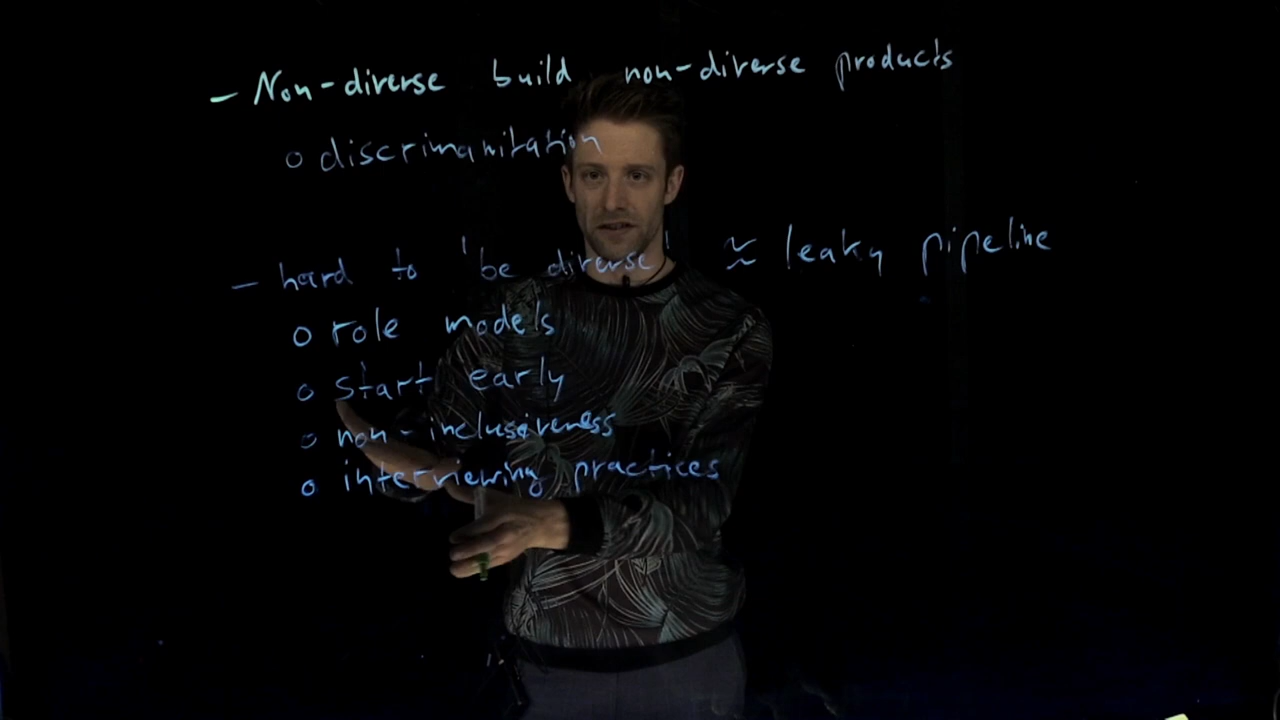 - Non-diverse build non-diverse products
o discrimanitation
- hard to 'be diverse' ≈ leaky pipeline
o role models
o start early
o non-inclusiveness
o interviewing practices